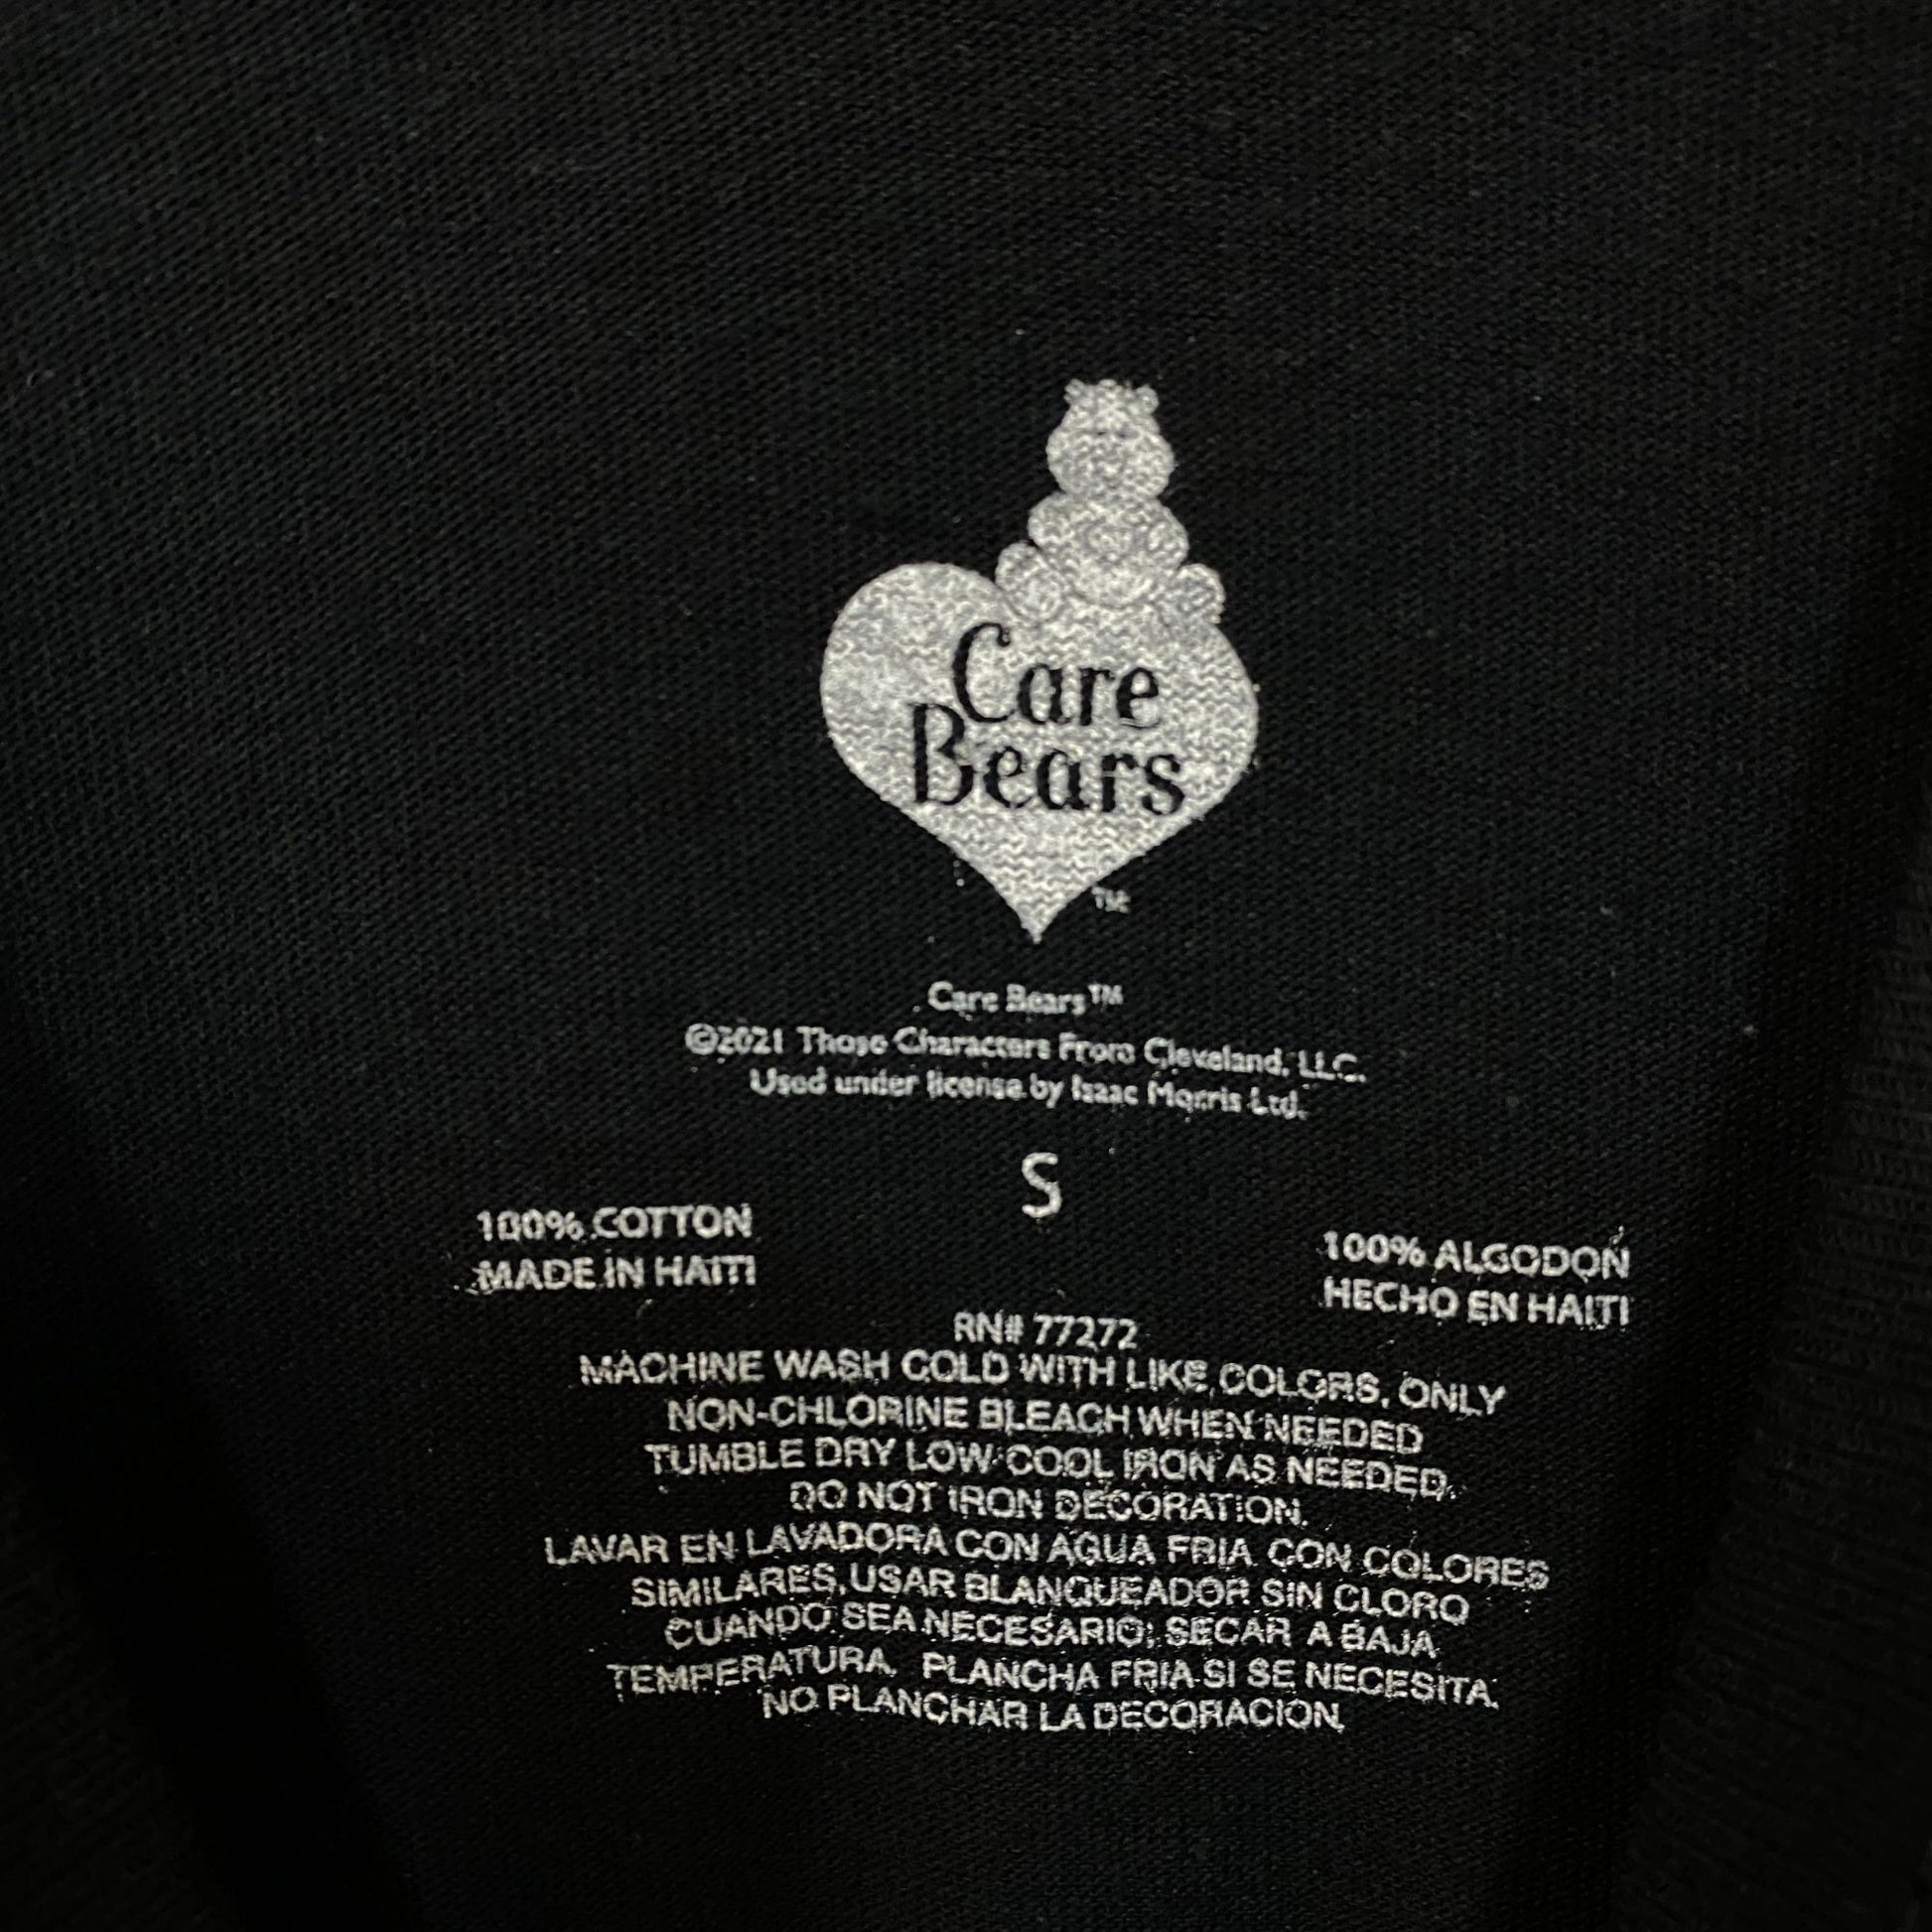 Care
Bears
TM
Care Bears™
©2021 Those Characters From Cleveland, LLC.
Used under license by Isaac Morris Ltd.
S
100% COTTON
MADE IN HAITI
100% ALGODON
HECHO EN HAITI
RN# 77272
MACHINE WASH COLD WITH LIKE COLORS, ONLY
NON-CHLORINE BLEACH WHEN NEEDED
TUMBLE DRY LOW COOL IRON AS NEEDED.
DO NOT IRON DECORATION.
LAVAR EN LAVADORA CON AGUA FRIA CON COLORES
SIMILARES, USAR BLANQUEADOR SIN CLORO
CUANDO SEA NECESARIO; SECAR A BAJA
TEMPERATURA. PLANCHA FRIA SI SE NECESITA.
NO PLANCHAR LA DECORACION.